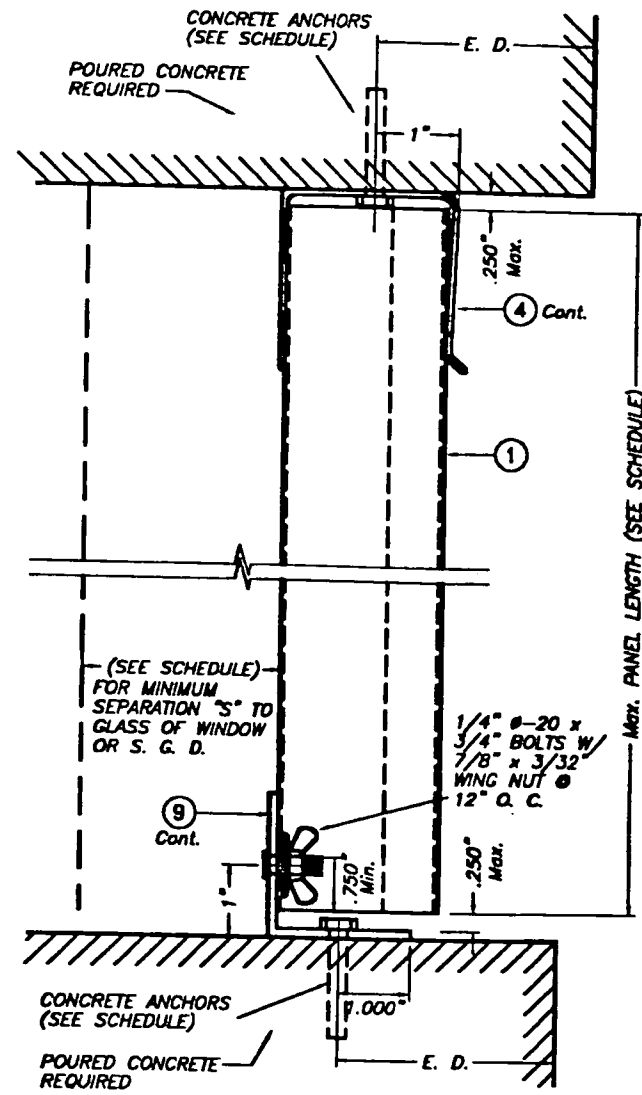 CONCRETE ANCHORS
(SEE SCHEDULE)
E. D.
POURED CONCRETE
REQUIRED
1"
.250"
Max.
4 Cont.
1
MAX. PANEL LENGTH (SEE SCHEDULE)
(SEE SCHEDULE)
FOR MINIMUM
SEPARATION "S" TO
GLASS OF WINDOW
OR S. G. D.
1/4" ø-20 x
3/4" BOLTS W/
7/8" x 3/32"
WING NUT @
12" O. C.
9
Cont.
1"
.750"
Min.
.250"
Max.
CONCRETE ANCHORS
(SEE SCHEDULE)
1.000"
POURED CONCRETE
REQUIRED
E. D.